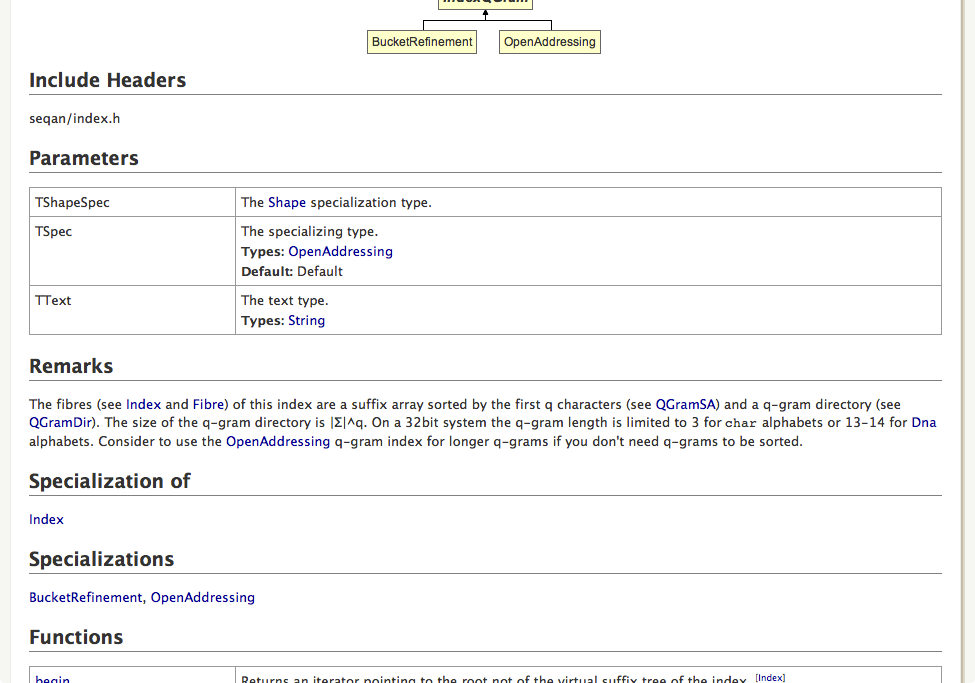 IndexQGram
BucketRefinement
OpenAddressing
Include Headers
seqan/index.h
Parameters
TShapeSpec The Shape specialization type.
TSpec The specializing type.
Types: OpenAddressing
Default: Default
TText The text type.
Types: String
Remarks
The fibres (see Index and Fibre) of this index are a suffix array sorted by the first q characters (see QGramSA) and a q-gram directory (see
QGramDir). The size of the q-gram directory is |Σ|^q. On a 32bit system the q-gram length is limited to 3 for char alphabets or 13-14 for Dna
alphabets. Consider to use the OpenAddressing q-gram index for longer q-grams if you don't need q-grams to be sorted.
Specialization of
Index
Specializations
BucketRefinement, OpenAddressing
Functions
begin Returns an iterator pointing to the root not of the virtual suffix tree of the index. [Index]